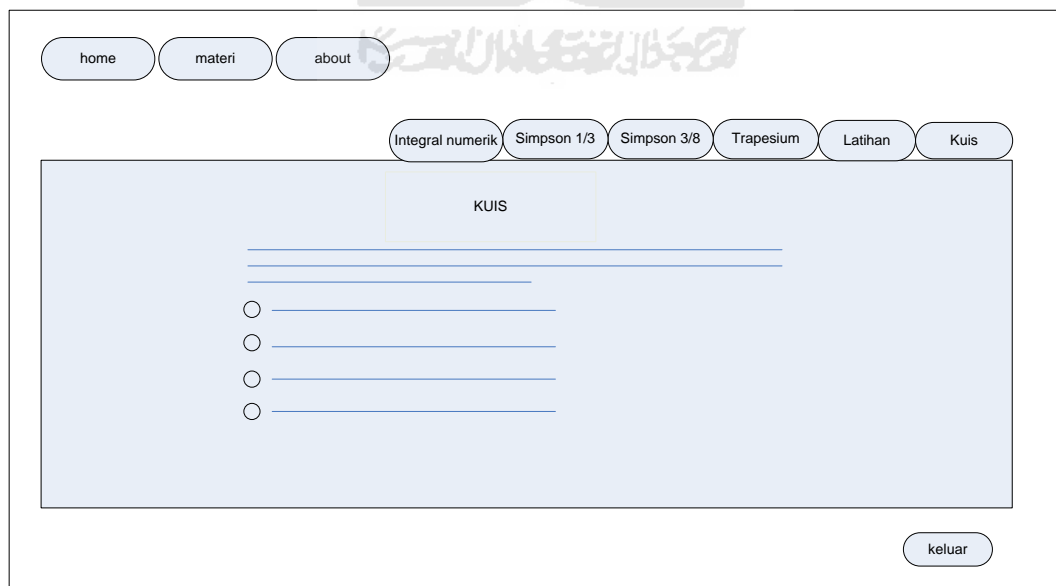 home materi about
Integral numerik Simpson 1/3 Simpson 3/8 Trapesium Latihan Kuis
KUIS
keluar